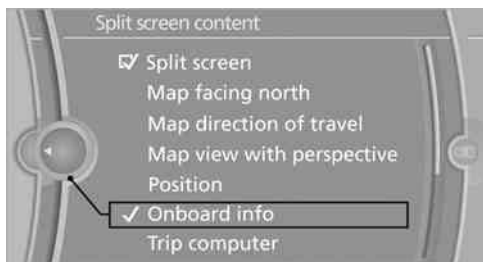 Split screen content
Split screen
Map facing north
Map direction of travel
Map view with perspective
Position
Onboard info
Trip computer